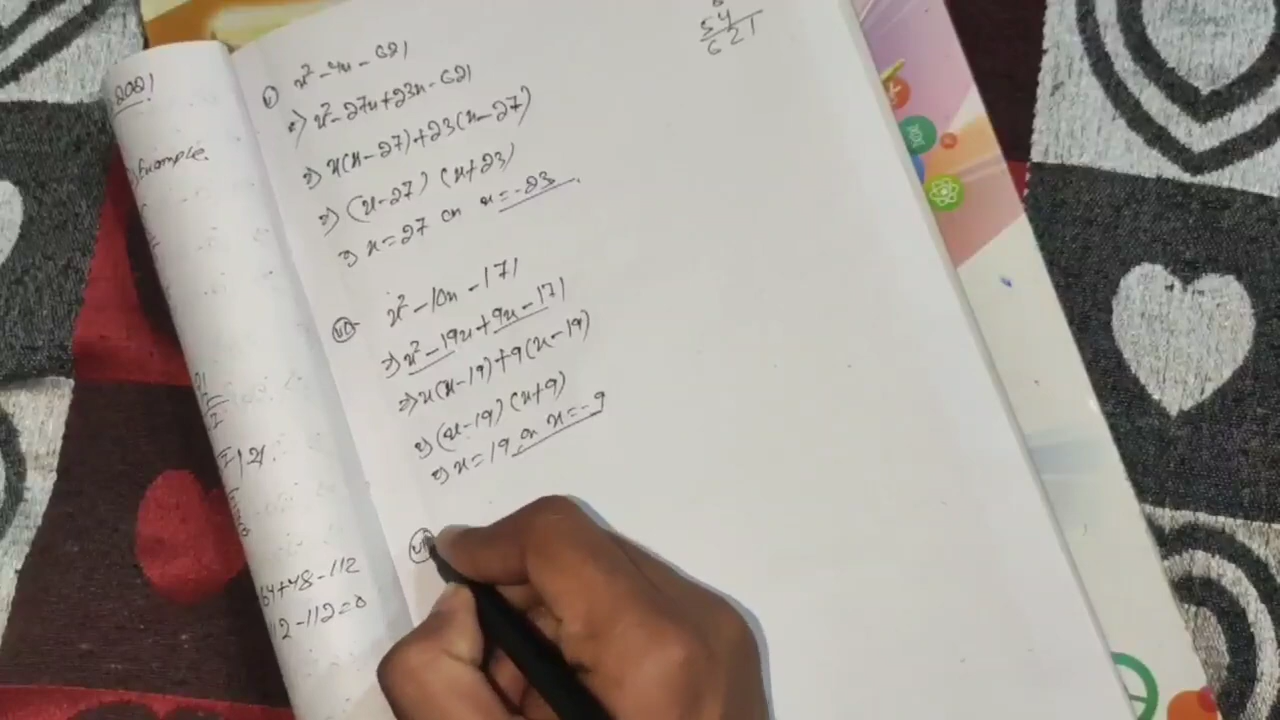 2021
Example.
v) x² - 4x - 621
⇒) x² - 27x + 23x - 621
⇒) x(x - 27) + 23(x - 27)
⇒) (x - 27) (x + 23)
⇒) x = 27 or x = -23
54
621
vi) x² - 10x - 171
⇒) x² - 19x + 9x - 171
⇒) x(x - 19) + 9(x - 19)
⇒) (x - 19) (x + 9)
⇒) x = 19 or x = -9
64 + 48 - 112
112 - 112 = 0